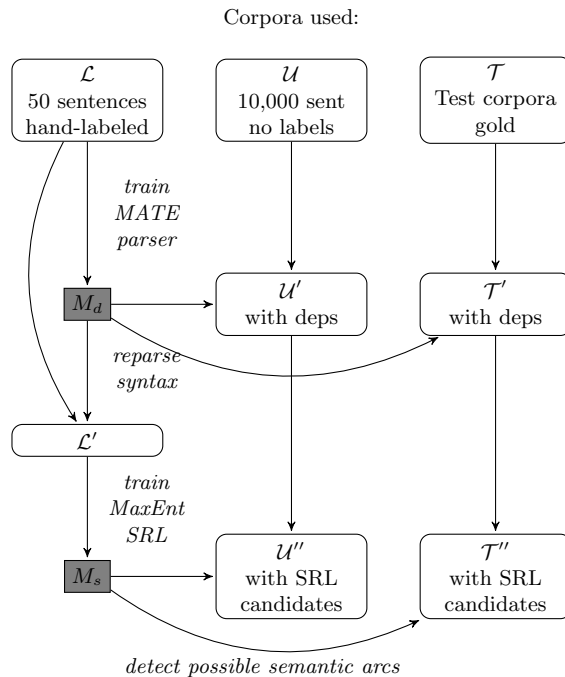 Corpora used:
ℒ
50 sentences
hand-labeled
𝒰
10,000 sent
no labels
𝒯
Test corpora
gold
train
MATE
parser
M_d
𝒰′
with deps
𝒯′
with deps
reparse
syntax
ℒ′
train
MaxEnt
SRL
M_s
𝒰′′
with SRL
candidates
𝒯′′
with SRL
candidates
detect possible semantic arcs